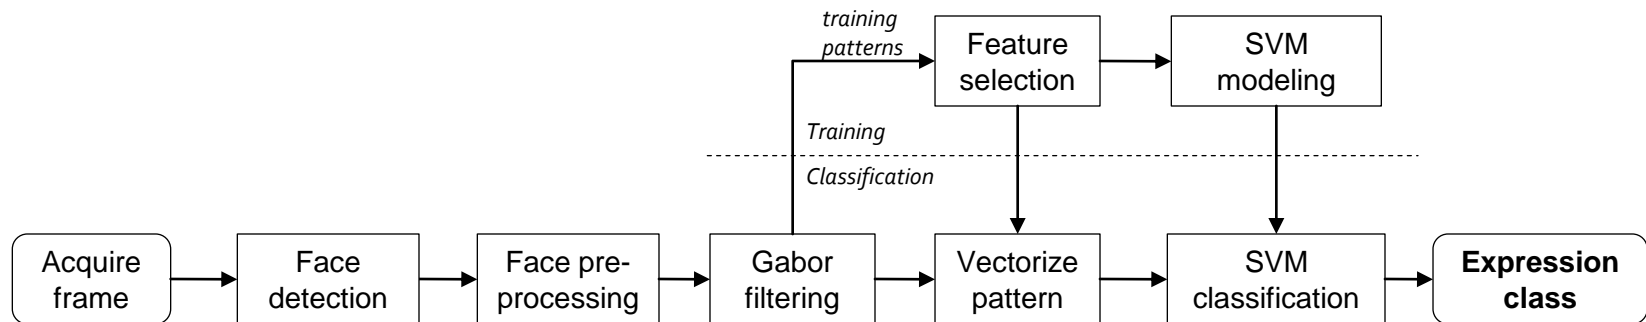 training
patterns
Feature
selection
SVM
modeling
Training
Classification
Acquire
frame
Face
detection
Face pre-
processing
Gabor
filtering
Vectorize
pattern
SVM
classification
Expression
class